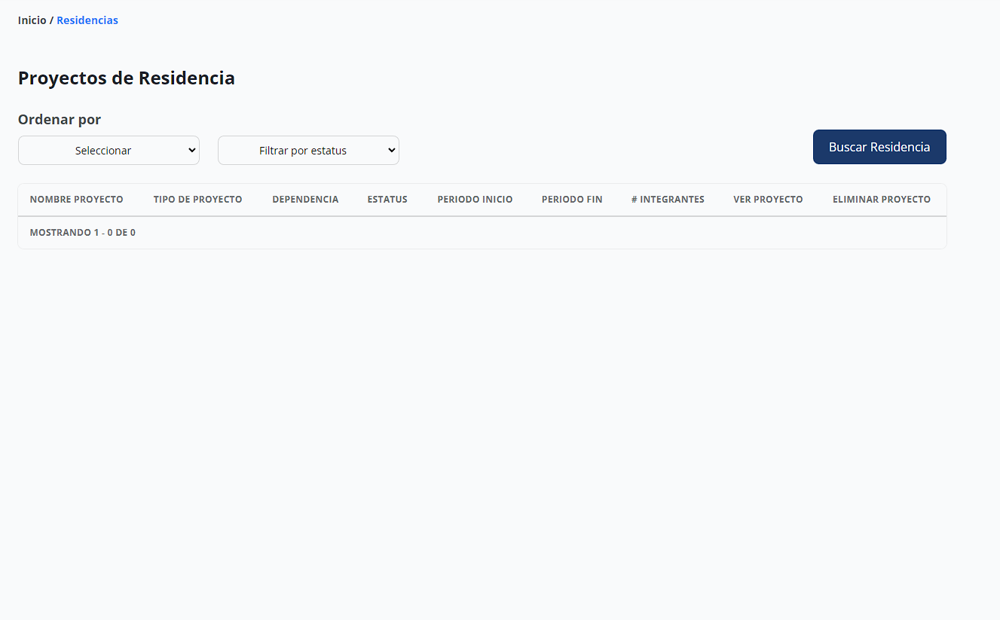 Inicio / Residencias
Proyectos de Residencia
Ordenar por
Seleccionar Filtrar por estatus Buscar Residencia
NOMBRE PROYECTO TIPO DE PROYECTO DEPENDENCIA ESTATUS PERIODO INICIO PERIODO FIN # INTEGRANTES VER PROYECTO ELIMINAR PROYECTO
MOSTRANDO 1 - 0 DE 0